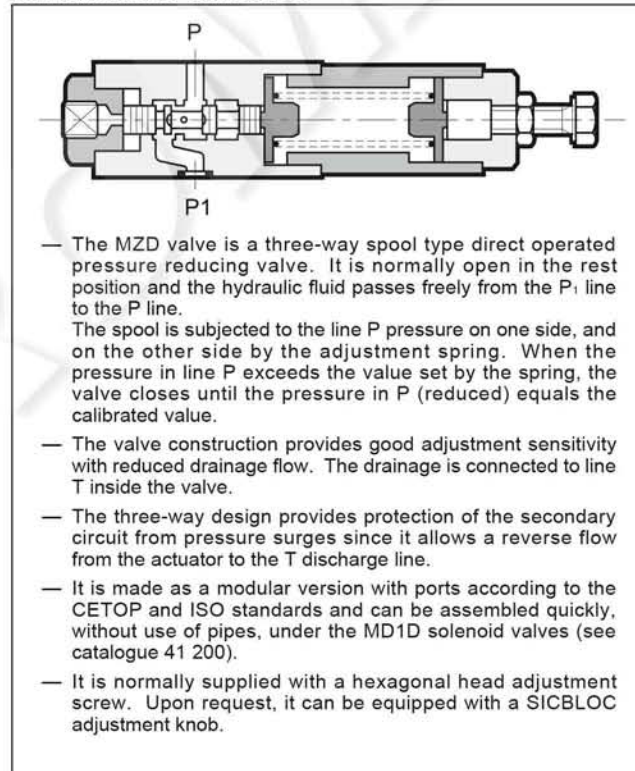 P
P1
— The MZD valve is a three-way spool type direct operated
pressure reducing valve. It is normally open in the rest
position and the hydraulic fluid passes freely from the P₁ line
to the P line.
The spool is subjected to the line P pressure on one side, and
on the other side by the adjustment spring. When the
pressure in line P exceeds the value set by the spring, the
valve closes until the pressure in P (reduced) equals the
calibrated value.
— The valve construction provides good adjustment sensitivity
with reduced drainage flow. The drainage is connected to line
T inside the valve.
— The three-way design provides protection of the secondary
circuit from pressure surges since it allows a reverse flow
from the actuator to the T discharge line.
— It is made as a modular version with ports according to the
CETOP and ISO standards and can be assembled quickly,
without use of pipes, under the MD1D solenoid valves (see
catalogue 41 200).
— It is normally supplied with a hexagonal head adjustment
screw. Upon request, it can be equipped with a SICBLOC
adjustment knob.